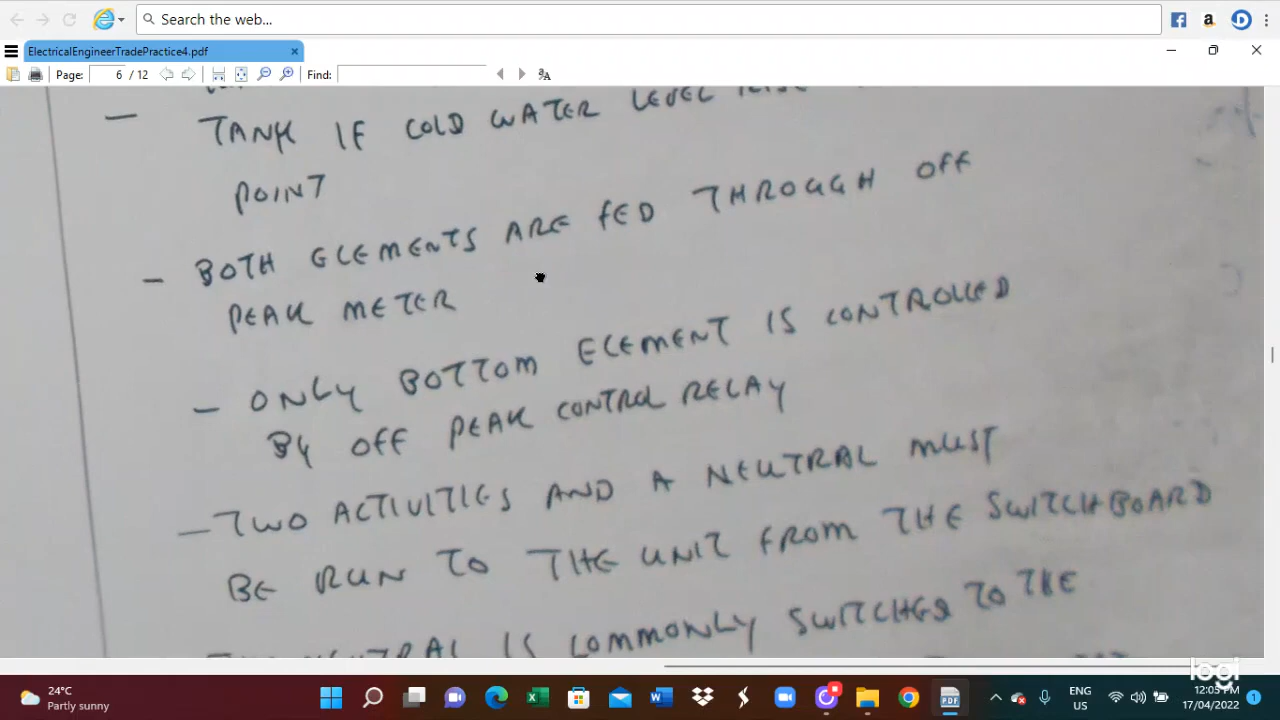 Search the web...
ElectricalEngineerTradePractice4.pdf
Page: 6 / 12 Find:
TANK IF COLD WATER LEVEL
POINT
- BOTH ELEMENTS ARE FED THROUGH OFF
PEAK METER
- ONLY BOTTOM ELEMENT IS CONTROLLED
BY OFF PEAK CONTROL RELAY
- TWO ACTIVITIES AND A NEUTRAL MUST
BE RUN TO THE UNIT FROM THE SWITCHBOARD
NEUTRAL IS COMMONLY SWITCHES TO THE
logi
24°C
Partly sunny
ENG
US
12:05 PM
17/04/2022